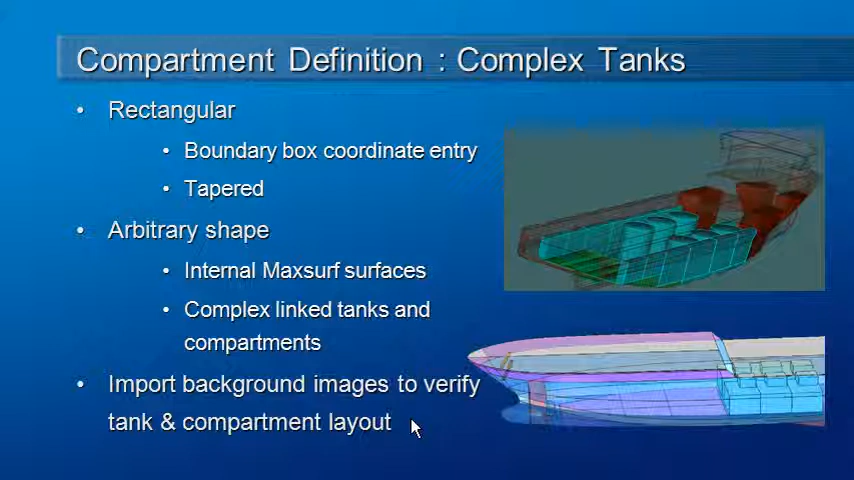 Compartment Definition : Complex Tanks
• Rectangular
• Boundary box coordinate entry
• Tapered
• Arbitrary shape
• Internal Maxsurf surfaces
• Complex linked tanks and
compartments
• Import background images to verify
tank & compartment layout